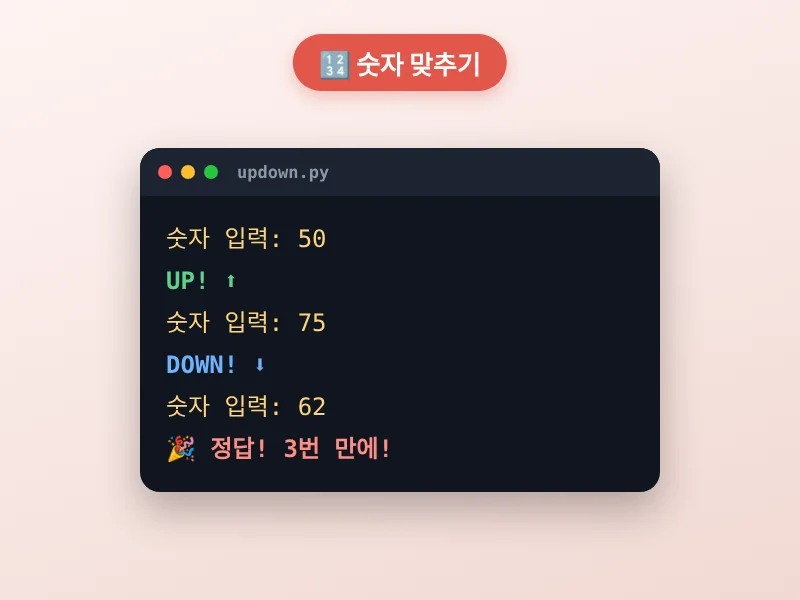 🔢 숫자 맞추기
updown.py
숫자 입력: 50
UP! ⬆
숫자 입력: 75
DOWN! ⬇
숫자 입력: 62
🎉 정답! 3번 만에!